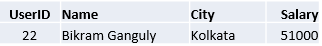 UserID Name City Salary
22 Bikram Ganguly Kolkata 51000